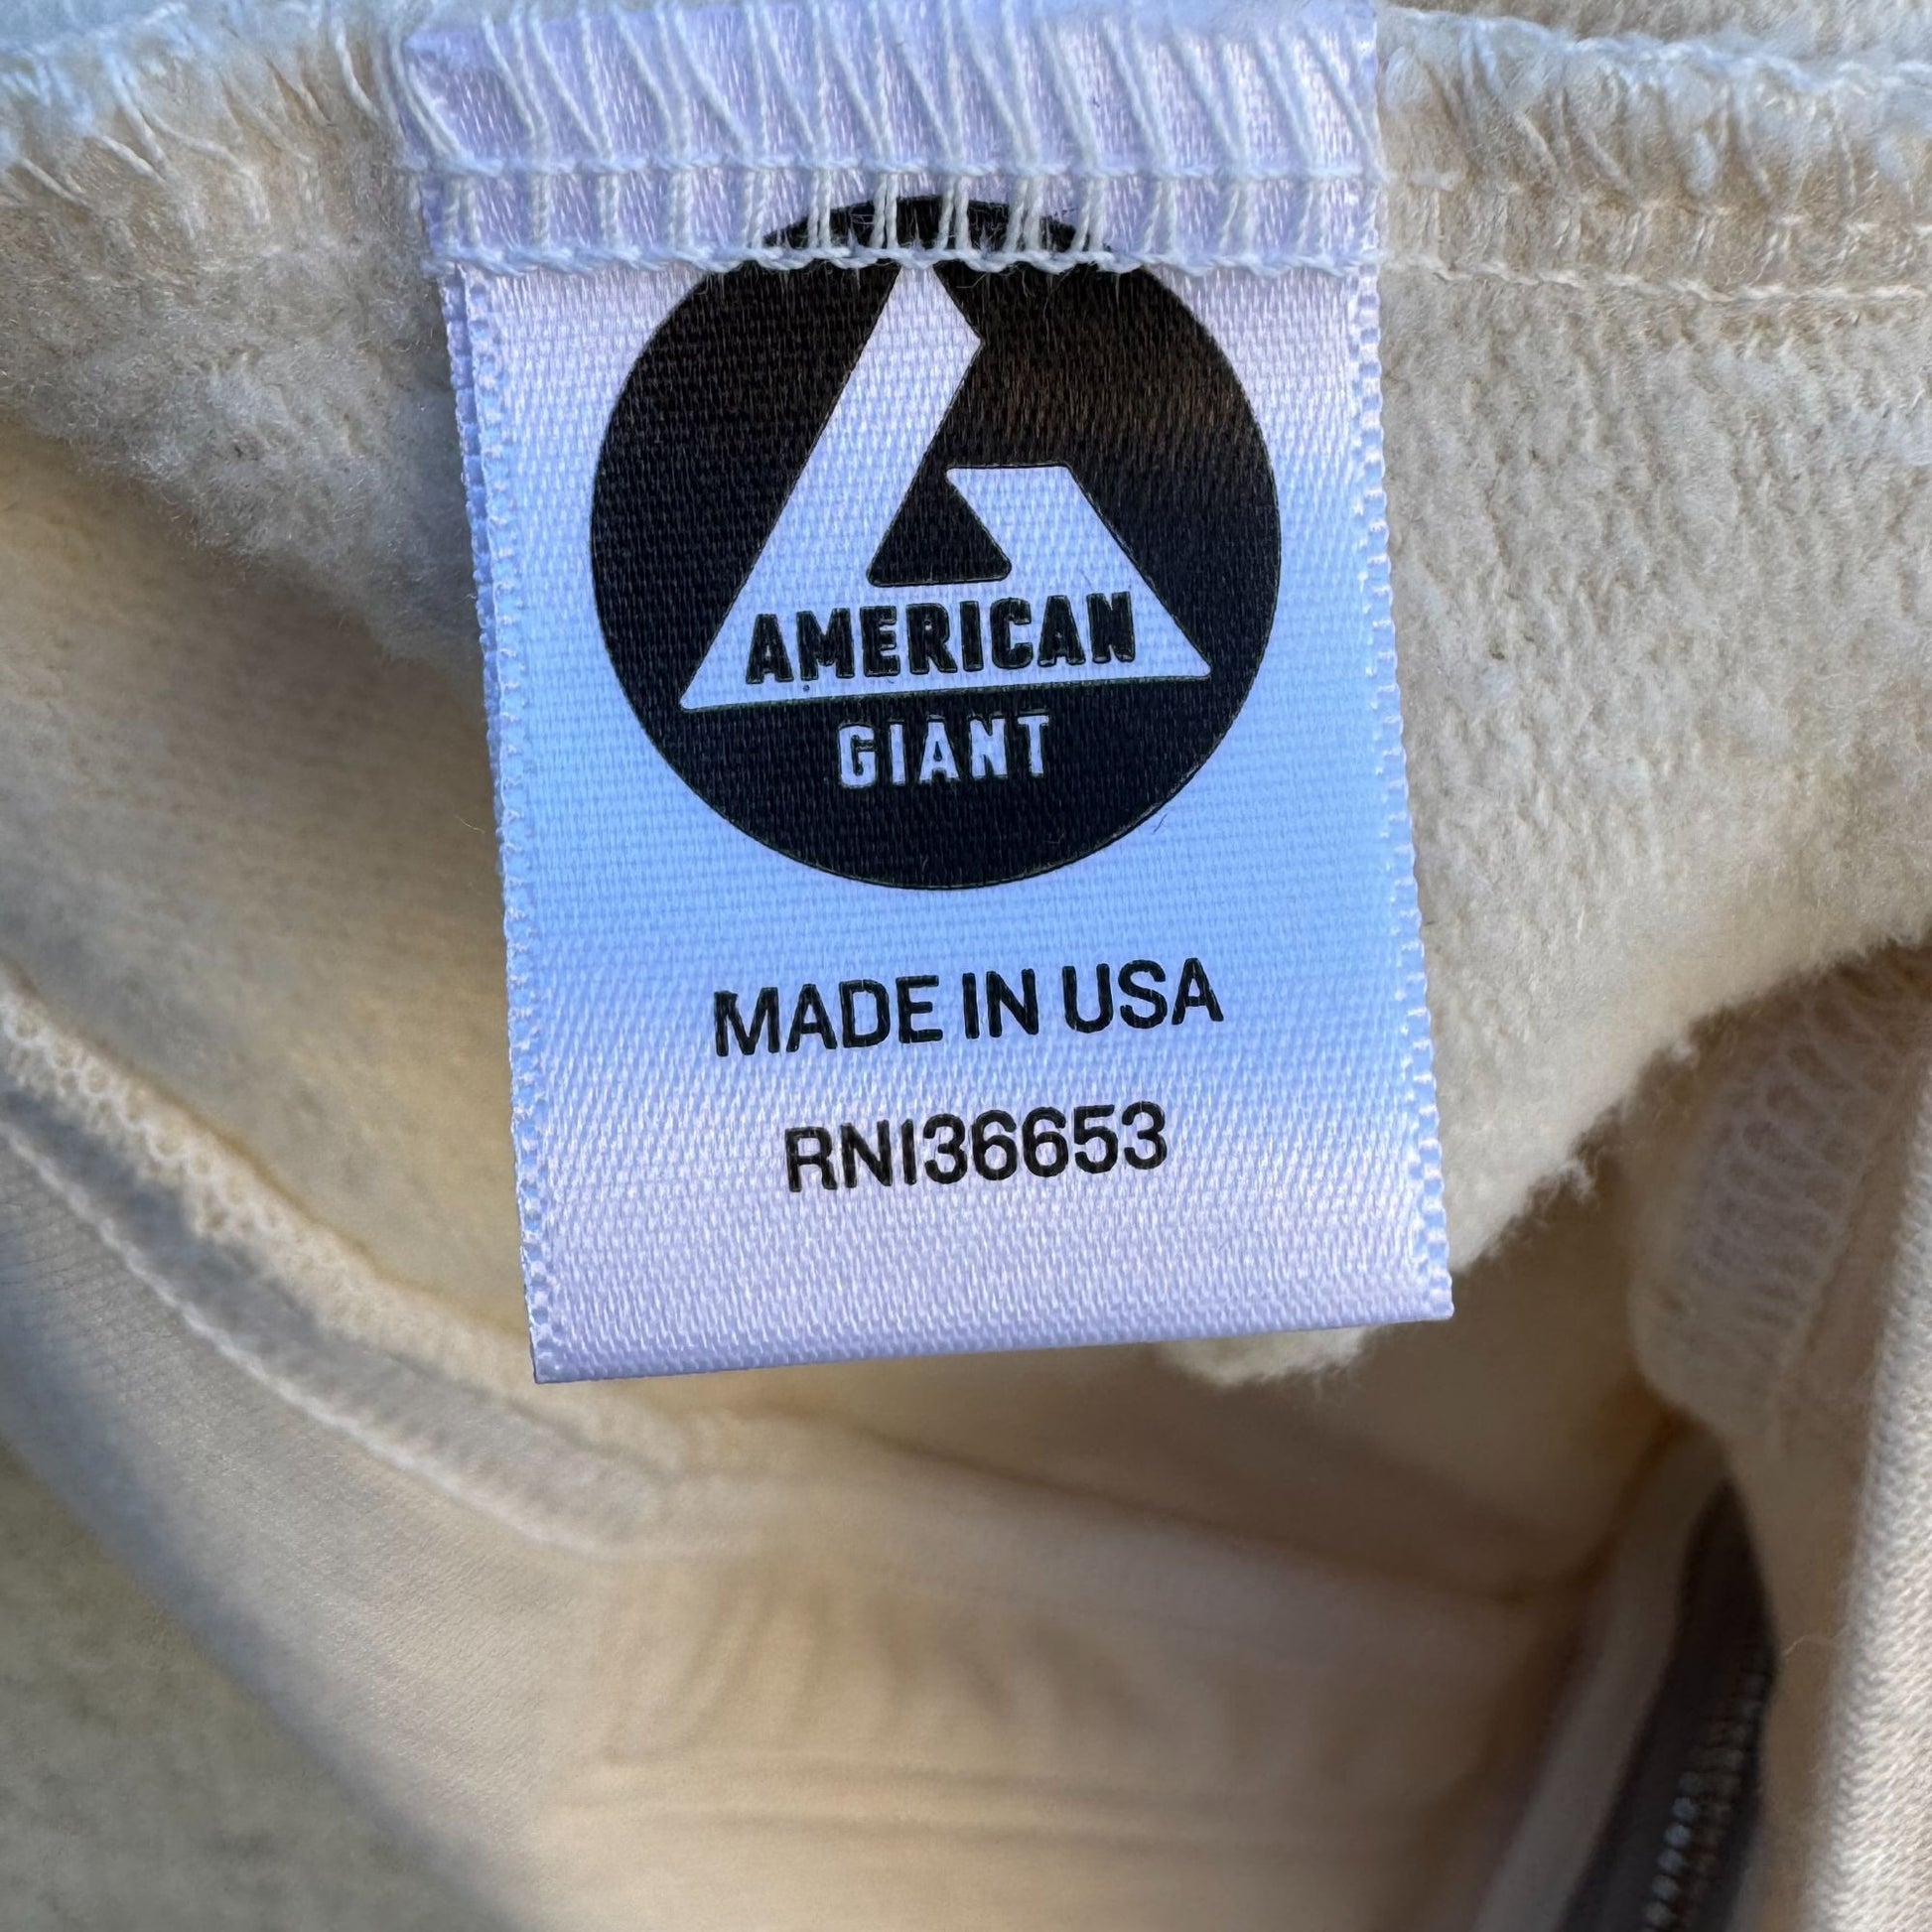 AMERICAN
GIANT
MADE IN USA
RN136653